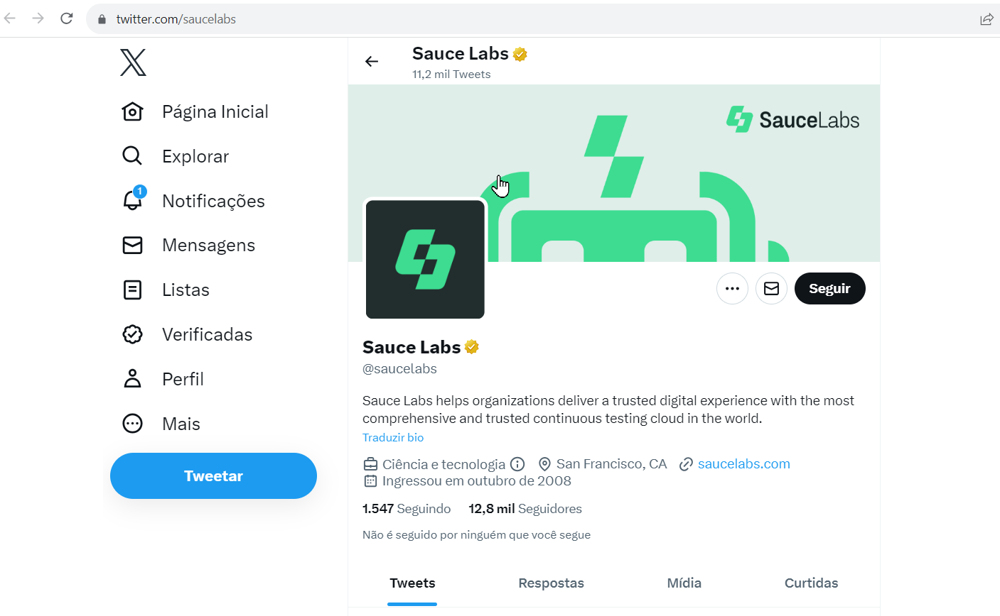 twitter.com/saucelabs
Sauce Labs
11,2 mil Tweets
Página Inicial
Explorar
1
Notificações
Mensagens
Listas
Verificadas
Perfil
Mais
Tweetar
SauceLabs
Seguir
Sauce Labs
@saucelabs
Sauce Labs helps organizations deliver a trusted digital experience with the most
comprehensive and trusted continuous testing cloud in the world.
Traduzir bio
Ciência e tecnologia San Francisco, CA saucelabs.com
Ingressou em outubro de 2008
1.547 Seguindo 12,8 mil Seguidores
Não é seguido por ninguém que você segue
Tweets Respostas Mídia Curtidas